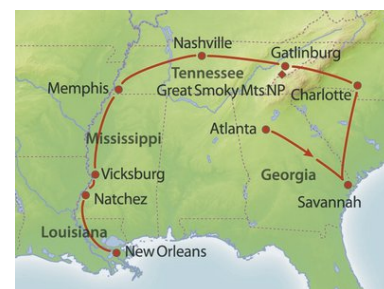 Nashville
Gatlinburg
Tennessee
Memphis
Great Smoky Mts NP
Charlotte
Atlanta
Mississippi
Vicksburg
Georgia
Natchez
Savannah
Louisiana
New Orleans